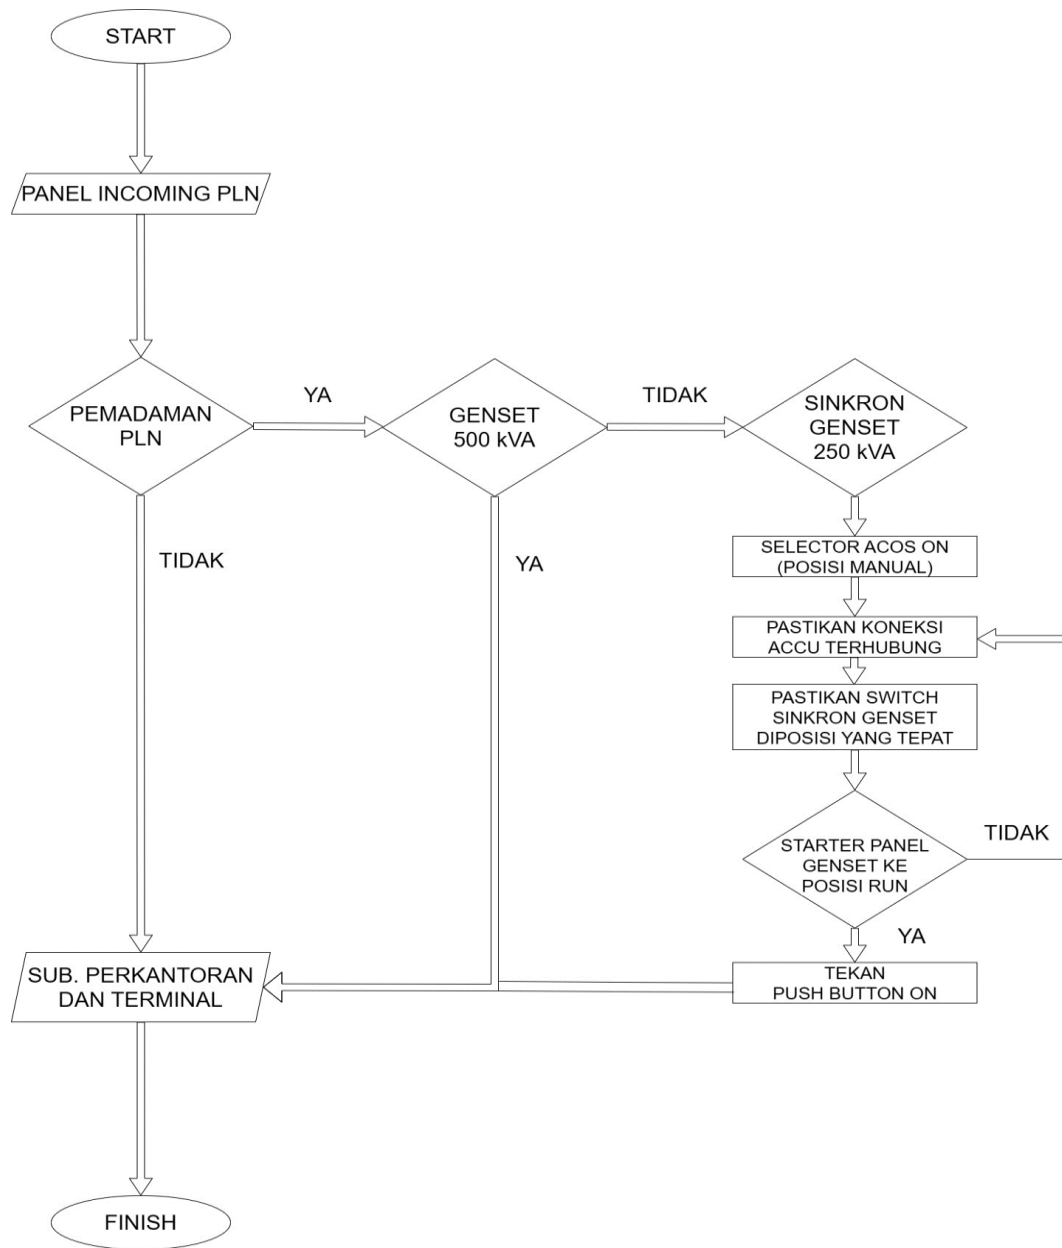 START
PANEL INCOMING PLN
PEMADAMAN
PLN
YA
GENSET
500 kVA
TIDAK
SINKRON
GENSET
250 kVA
TIDAK
YA
SELECTOR ACOS ON
(POSISI MANUAL)
PASTIKAN KONEKSI
ACCU TERHUBUNG
PASTIKAN SWITCH
SINKRON GENSET
DIPOSISI YANG TEPAT
STARTER PANEL
GENSET KE
POSISI RUN
TIDAK
YA
TEKAN
PUSH BUTTON ON
SUB. PERKANTORAN
DAN TERMINAL
FINISH